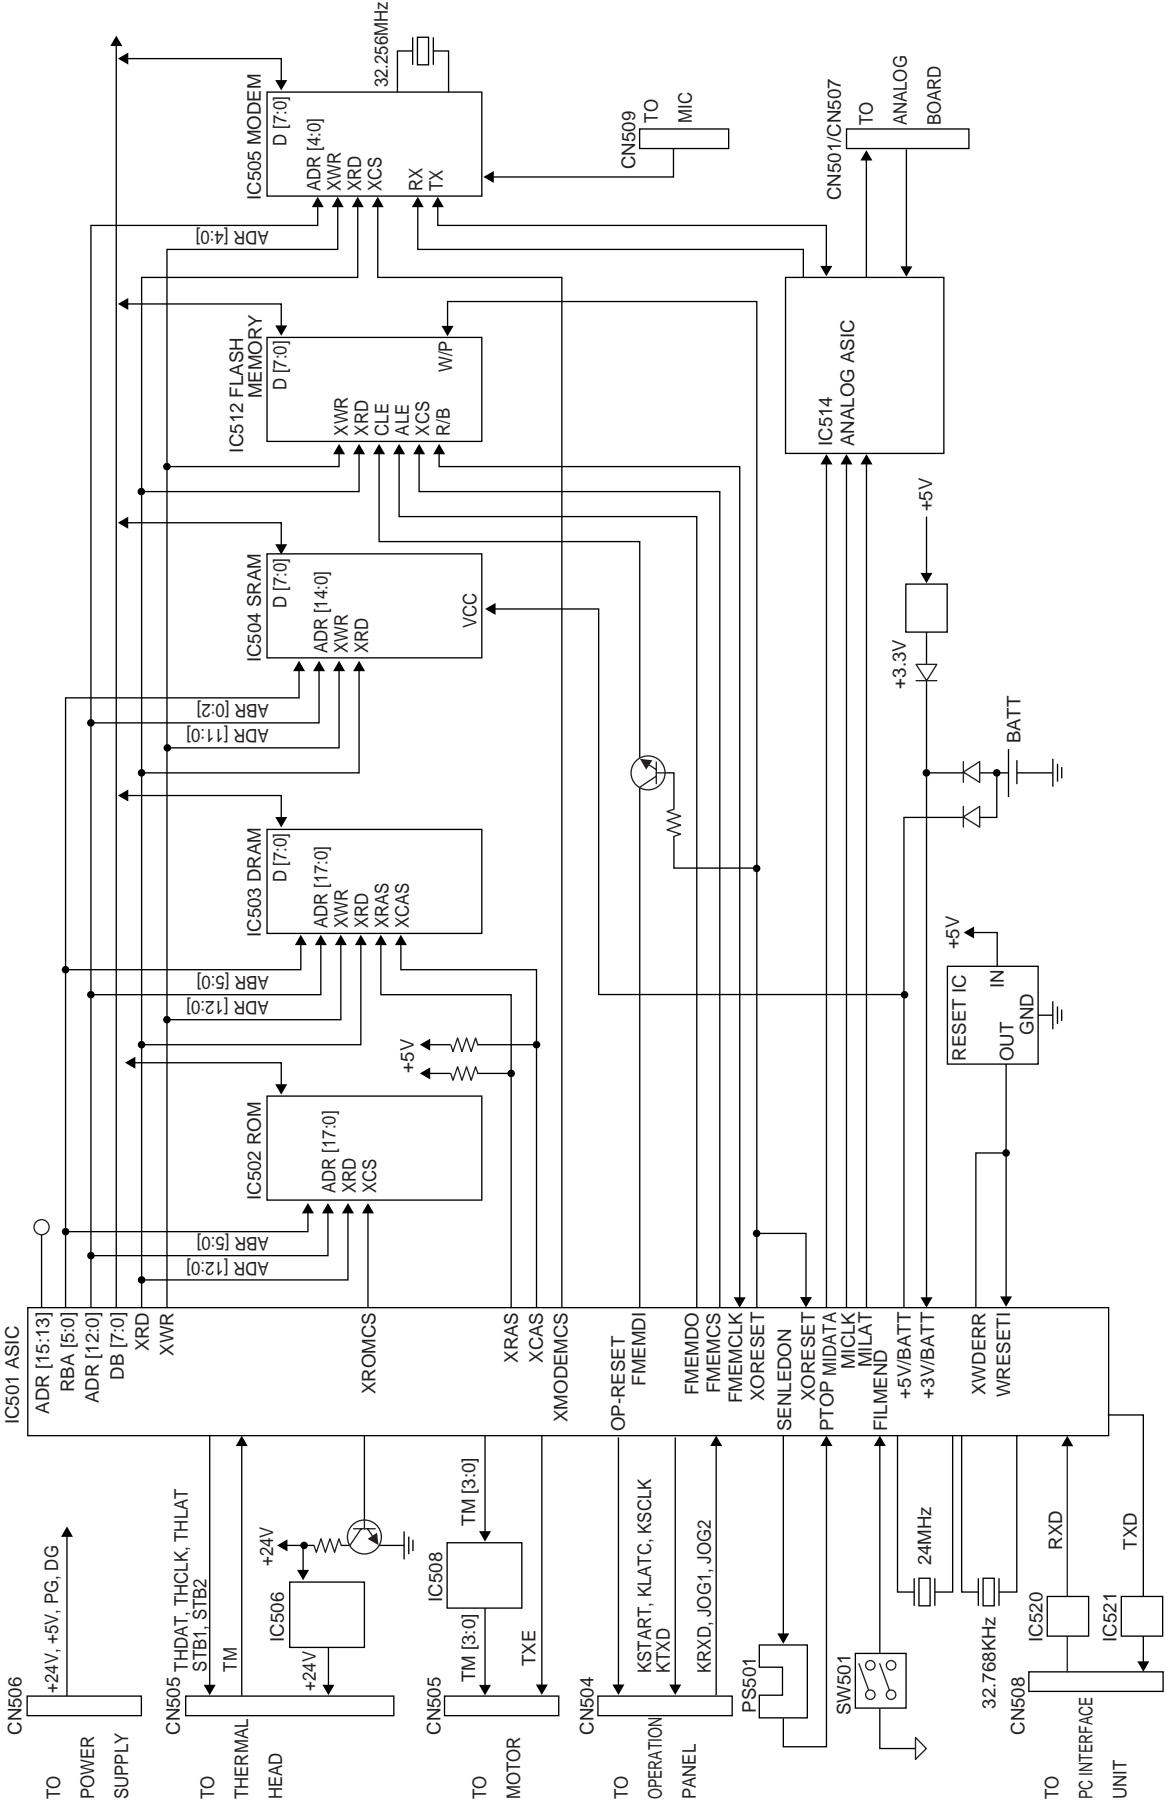 IC501 ASIC
ADR [15:13]
RBA [5:0]
ADR [12:0]
DB [7:0]
XRD
XWR
XROMCS
XRAS
XCAS
XMODEMCS
OP-RESET
FMEMDI
FMEMDO
FMEMCS
FMEMCLK
XORESET
SENLEDON
XORESET
PTOP MIDATA
MICLK
MILAT
FILMEND
+5V/BATT
+3V/BATT
XWDERR
WRESETI
IC502 ROM
ADR [17:0]
XRD
XCS
ABR [5:0]
ADR [12:0]
+5V
IC503 DRAM
D [7:0]
ADR [17:0]
XWR
XRD
XRAS
XCAS
ABR [5:0]
ADR [12:0]
IC504 SRAM
D [7:0]
ADR [14:0]
XWR
XRD
VCC
ABR [0:2]
ADR [11:0]
IC512 FLASH
MEMORY
D [7:0]
XWR
XRD
CLE
ALE
XCS
R/B
W/P
IC505 MODEM
D [7:0]
ADR [4:0]
XWR
XRD
XCS
RX
TX
ADR [4:0]
32.256MHz
CN509
TO
MIC
CN501/CN507
TO
ANALOG
BOARD
IC514
ANALOG ASIC
+5V
+3.3V
BATT
RESET IC
IN
OUT
GND
+5V
CN506
TO
POWER
SUPPLY
+24V, +5V, PG, DG
CN505
TO
THERMAL
HEAD
THDAT, THCLK, THLAT
STB1, STB2
TM
IC506
+24V
+24V
CN505
TO
MOTOR
TM [3:0]
IC508
TM [3:0]
TXE
CN504
TO
OPERATION
PANEL
KSTART, KLATC, KSCLK
KTXD
KRXD, JOG1, JOG2
PS501
SW501
24MHz
32.768KHz
CN508
TO
PC INTERFACE
UNIT
IC520
RXD
IC521
TXD